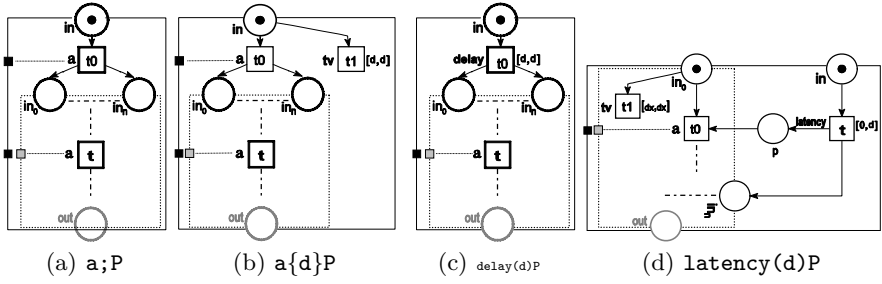 in
a
t0
in0
inn
a
t
out
(a) a;P
in
a
t0
tv
t1
[d,d]
in0
inn
a
t
out
(b) a{d}P
in
delay
t0
[d,d]
in0
inn
a
t
out
(c) delay(d)P
in0
in
tv
t1
[dx,dx]
a
t0
p
latency
t
[0,d]
inn
out
(d) latency(d)P